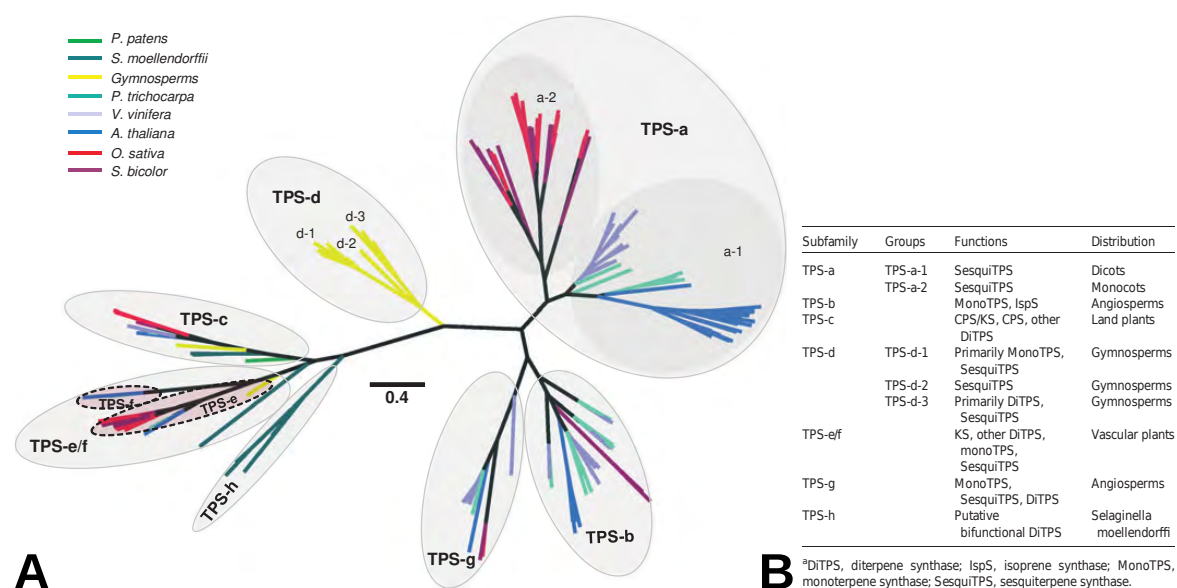 P. patens
S. moellendorffii
Gymnosperms
P. trichocarpa
V. vinifera
A. thaliana
O. sativa
S. bicolor
a-2
TPS-a
TPS-d
d-3
d-1
d-2
a-1
TPS-c
0.4
TPS-f
TPS-e
TPS-e/f
TPS-h
TPS-g
TPS-b
A
Subfamily Groups Functions Distribution
TPS-a TPS-a-1 SesquiTPS Dicots
TPS-a-2 SesquiTPS Monocots
TPS-b MonoTPS, IspS Angiosperms
TPS-c CPS/KS, CPS, other Land plants
DiTPS
TPS-d TPS-d-1 Primarily MonoTPS, Gymnosperms
SesquiTPS
TPS-d-2 SesquiTPS Gymnosperms
TPS-d-3 Primarily DiTPS, Gymnosperms
SesquiTPS
TPS-e/f KS, other DiTPS, Vascular plants
monoTPS,
SesquiTPS
TPS-g MonoTPS, Angiosperms
SesquiTPS, DiTPS
TPS-h Putative Selaginella
bifunctional DiTPS moellendorffi
B
aDiTPS, diterpene synthase; IspS, isoprene synthase; MonoTPS,
monoterpene synthase; SesquiTPS, sesquiterpene synthase.